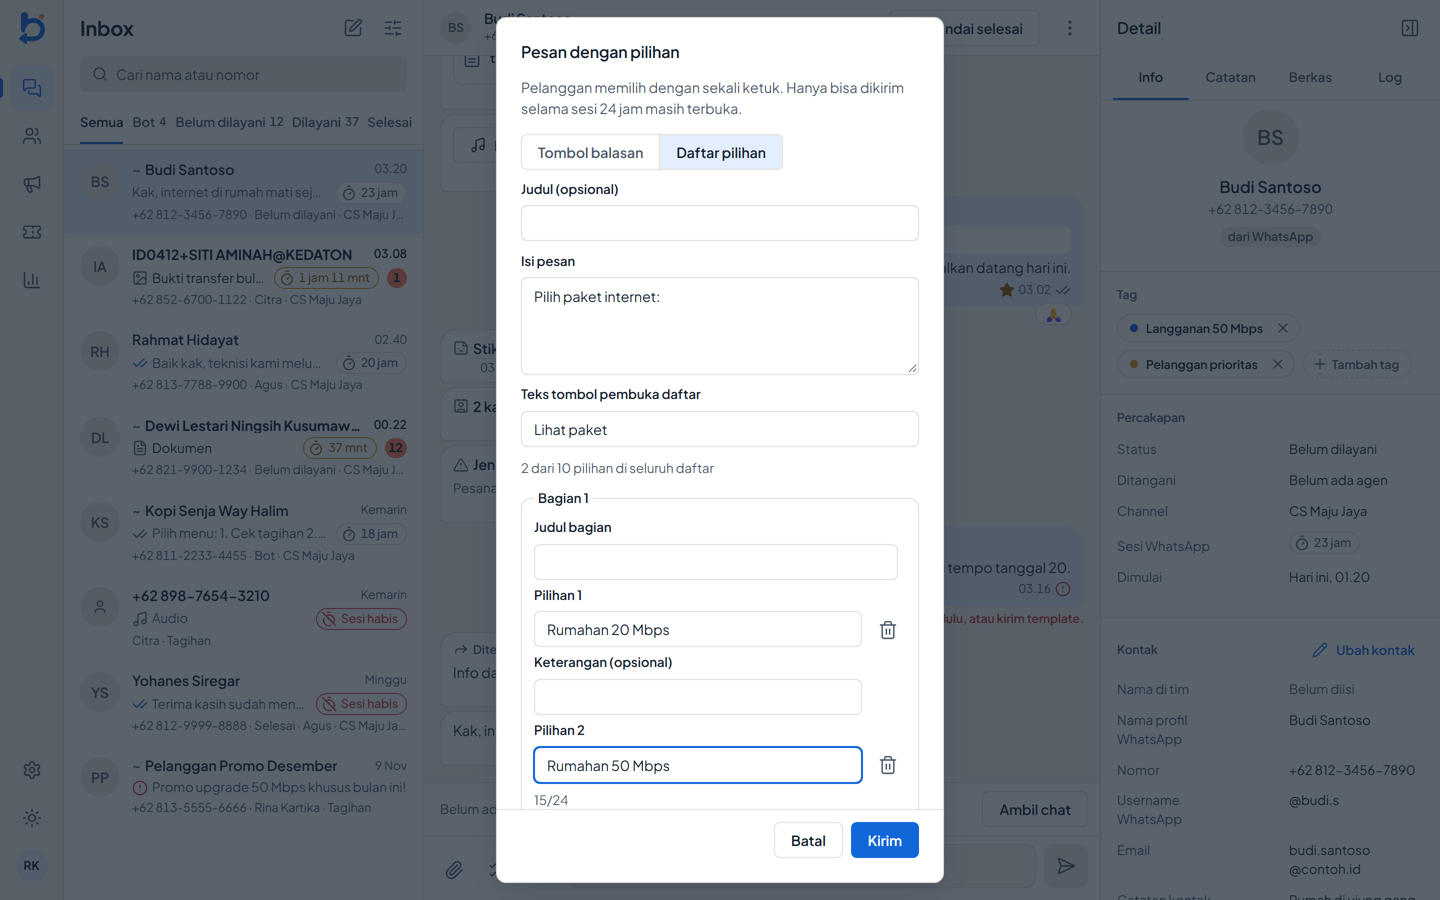 Inbox
Cari nama atau nomor
Semua Bot 4 Belum dilayani 12 Dilayani 37 Selesai
BS
~ Budi Santoso 03.20
Kak, internet di rumah mati sej... 23 jam
+62 812-3456-7890 · Belum dilayani · CS Maju J...
IA
ID0412+SITI AMINAH@KEDATON 03.08
Bukti transfer bul... 1 jam 11 mnt 1
+62 852-6700-1122 · Citra · CS Maju Jaya
RH
Rahmat Hidayat 02.40
Baik kak, teknisi kami melu... 20 jam
+62 813-7788-9900 · Agus · CS Maju Jaya
DL
~ Dewi Lestari Ningsih Kusumaw... 00.22
Dokumen 37 mnt 12
+62 821-9900-1234 · Belum dilayani · CS Maju J...
KS
~ Kopi Senja Way Halim Kemarin
Pilih menu: 1. Cek tagihan 2.... 18 jam
+62 811-2233-4455 · Bot · CS Maju Jaya
+62 898-7654-3210 Kemarin
Audio Sesi habis
Citra · Tagihan
YS
Yohanes Siregar Minggu
Terima kasih sudah men... Sesi habis
+62 812-9999-8888 · Selesai · Agus · CS Maju Ja...
PP
~ Pelanggan Promo Desember 9 Nov
Promo upgrade 50 Mbps khusus bulan ini!
+62 813-5555-6666 · Rina Kartika · Tagihan
RK
BS
ndai selesai
lkan datang hari ini.
03.02
Stik
03
2 ka
Jen
Pesana
tempo tanggal 20.
03.16
lulu, atau kirim template.
Dite
Info da
Kak, in
Belum ad
Ambil chat
Pesan dengan pilihan
Pelanggan memilih dengan sekali ketuk. Hanya bisa dikirim
selama sesi 24 jam masih terbuka.
Tombol balasan Daftar pilihan
Judul (opsional)
Isi pesan
Pilih paket internet:
Teks tombol pembuka daftar
Lihat paket
2 dari 10 pilihan di seluruh daftar
Bagian 1
Judul bagian
Pilihan 1
Rumahan 20 Mbps
Keterangan (opsional)
Pilihan 2
Rumahan 50 Mbps
15/24
Batal Kirim
Detail
Info Catatan Berkas Log
BS
Budi Santoso
+62 812-3456-7890
dari WhatsApp
Tag
Langganan 50 Mbps
Pelanggan prioritas
Tambah tag
Percakapan
Status Belum dilayani
Ditangani Belum ada agen
Channel CS Maju Jaya
Sesi WhatsApp 23 jam
Dimulai Hari ini, 01.20
Kontak Ubah kontak
Nama di tim Belum diisi
Nama profil Budi Santoso
WhatsApp
Nomor +62 812-3456-7890
Username @budi.s
WhatsApp
Email budi.santoso
@contoh.id